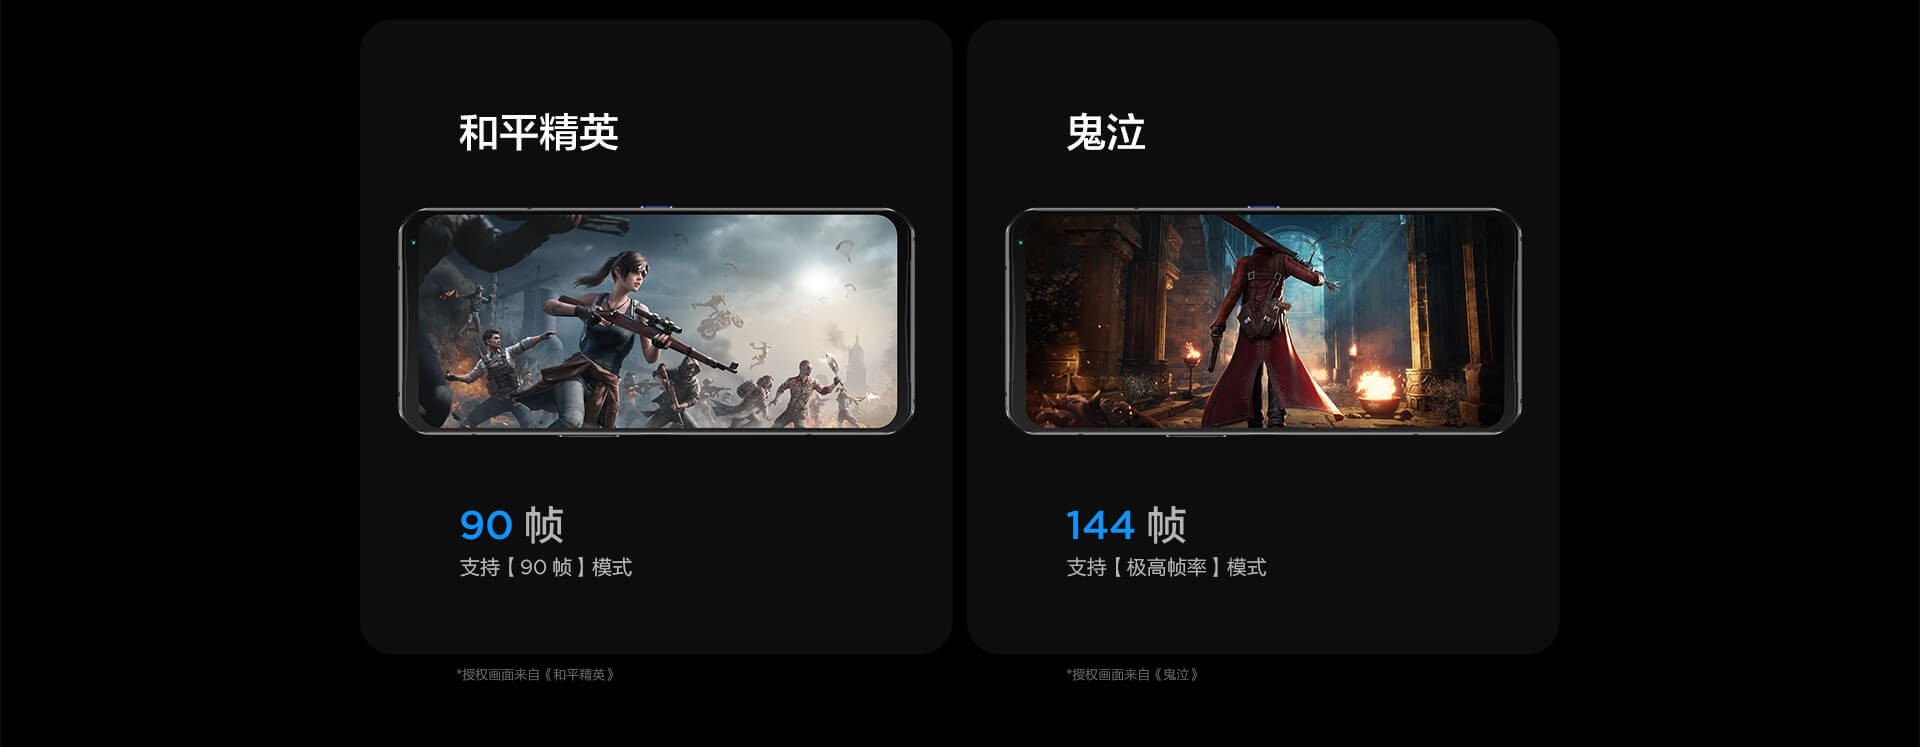 和平精英
90 帧
支持【90 帧】模式
*授权画面来自《和平精英》
鬼泣
144 帧
支持【极高帧率】模式
*授权画面来自《鬼泣》